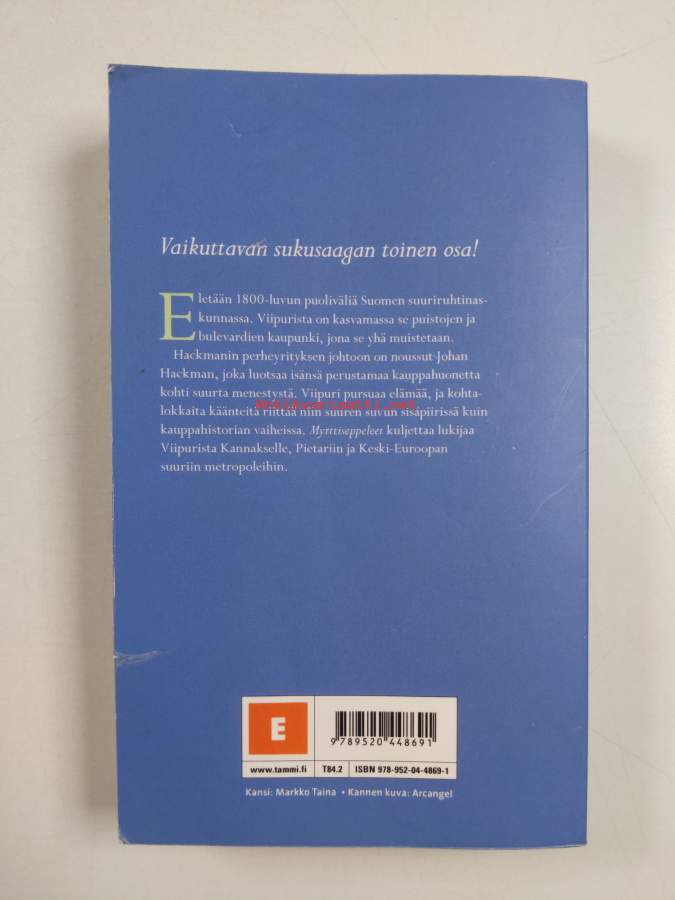 Vaikuttavan sukusaagan toinen osa!
Eletään 1800-luvun puoliväliä Suomen suuriruhtinas-
kunnassa. Viipurista on kasvamassa se puistojen ja
bulevardien kaupunki, jona se yhä muistetaan.
Hackmanin perheyrityksen johtoon on noussut Johan
Hackman, joka luotsaa isänsä perustamaa kauppahuonetta
kohti suurta menestystä. Viipuri pursuaa elämää, ja kohta-
lokkaita käänteitä riittää niin suuren suvun sisäpiirissä kuin
kauppahistorian vaiheissa. Myrttiseppeleet kuljettaa lukijaa
Viipurista Kannakselle, Pietariin ja Keski-Euroopan
suuriin metropoleihin.
E
9 789520 448691
www.tammi.fi T84.2 ISBN 978-952-04-4869-1
Kansi: Markko Taina • Kannen kuva: Arcangel